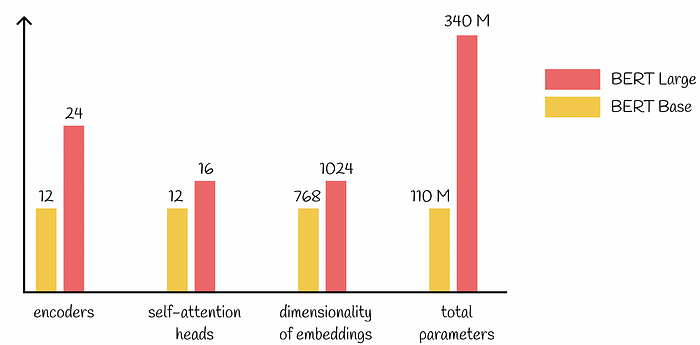 340 M
BERT Large
BERT Base
24
16
1024
12
12
768
110 M
encoders
self-attention
heads
dimensionality
of embeddings
total
parameters